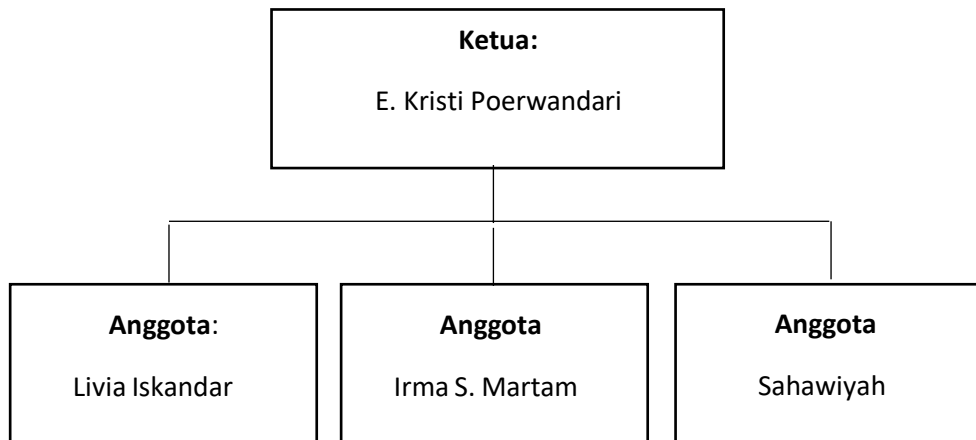 Ketua:
E. Kristi Poerwandari
Anggota:
Livia Iskandar
Anggota
Irma S. Martam
Anggota
Sahawiyah